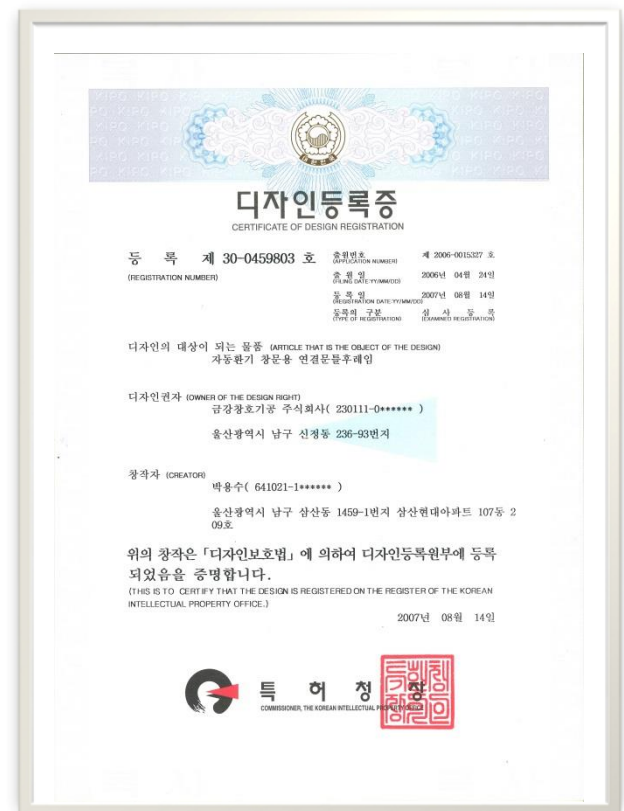 디자인등록증
CERTIFICATE OF DESIGN REGISTRATION
등 록 제 30-0459803 호
(REGISTRATION NUMBER)
출원번호 제 2006-0015327 호
(APPLICATION NUMBER)
출 원 일 2006년 04월 24일
(FILING DATE:YY/MM/DD)
등 록 일 2007년 08월 14일
(REGISTRATION DATE:YY/MM/DD)
등록의 구분 심 사 등 록
(TYPE OF REGISTRATION) (EXAMINED REGISTRATION)
디자인의 대상이 되는 물품 (ARTICLE THAT IS THE OBJECT OF THE DESIGN)
자동환기 창문용 연결문틀후레임
디자인권자 (OWNER OF THE DESIGN RIGHT)
금강창호기공 주식회사( 230111-0****** )
울산광역시 남구 신정동 236-93번지
창작자 (CREATOR)
박용수( 641021-1****** )
울산광역시 남구 삼산동 1459-1번지 삼산현대아파트 107동 2
09호
위의 창작은 「디자인보호법」에 의하여 디자인등록원부에 등록
되었음을 증명합니다.
(THIS IS TO CERTIFY THAT THE DESIGN IS REGISTERED ON THE REGISTER OF THE KOREAN
INTELLECTUAL PROPERTY OFFICE.)
2007년 08월 14일
특 허 청 장
COMMISSIONER, THE KOREAN INTELLECTUAL PROPERTY OFFICE